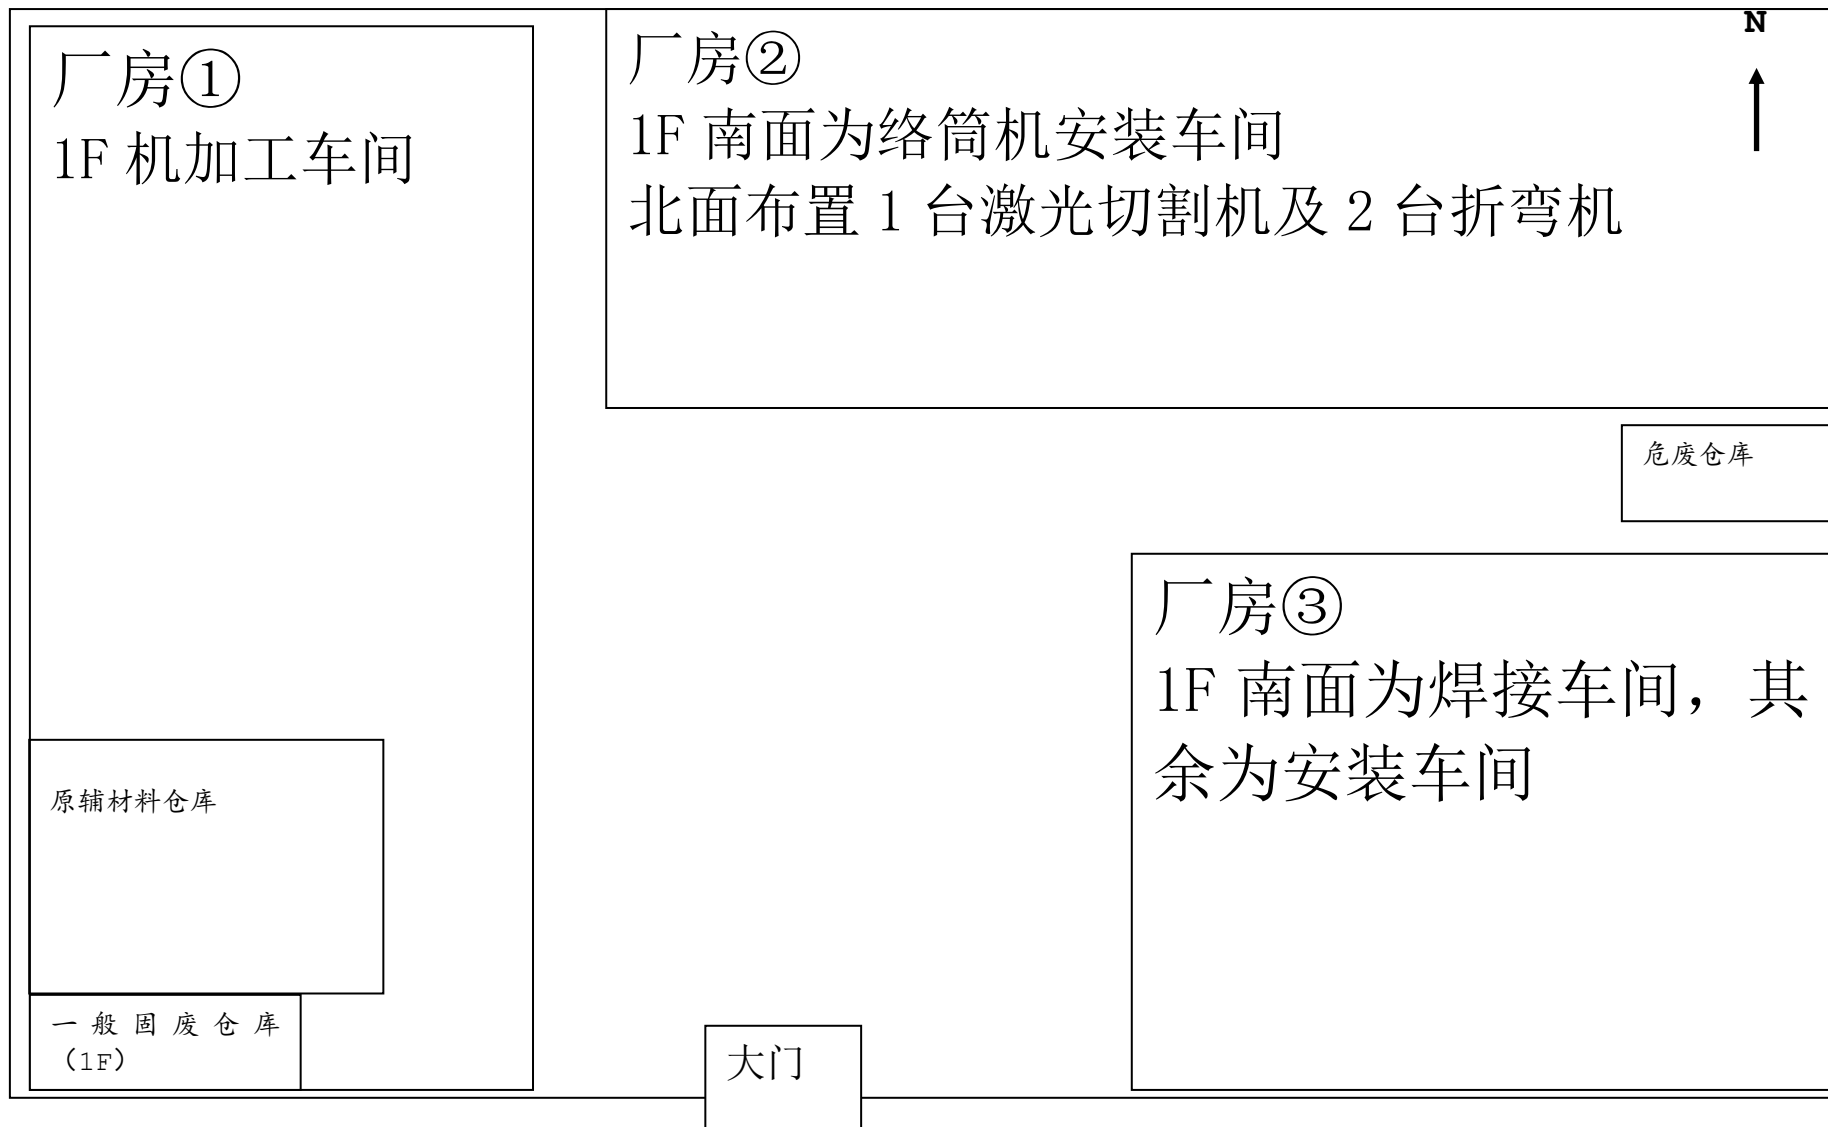 N
厂房①
1F 机加工车间
厂房②
1F 南面为络筒机安装车间
北面布置 1 台激光切割机及 2 台折弯机
危废仓库
厂房③
1F 南面为焊接车间，其
余为安装车间
原辅材料仓库
一般固废仓库
（1F）
大门